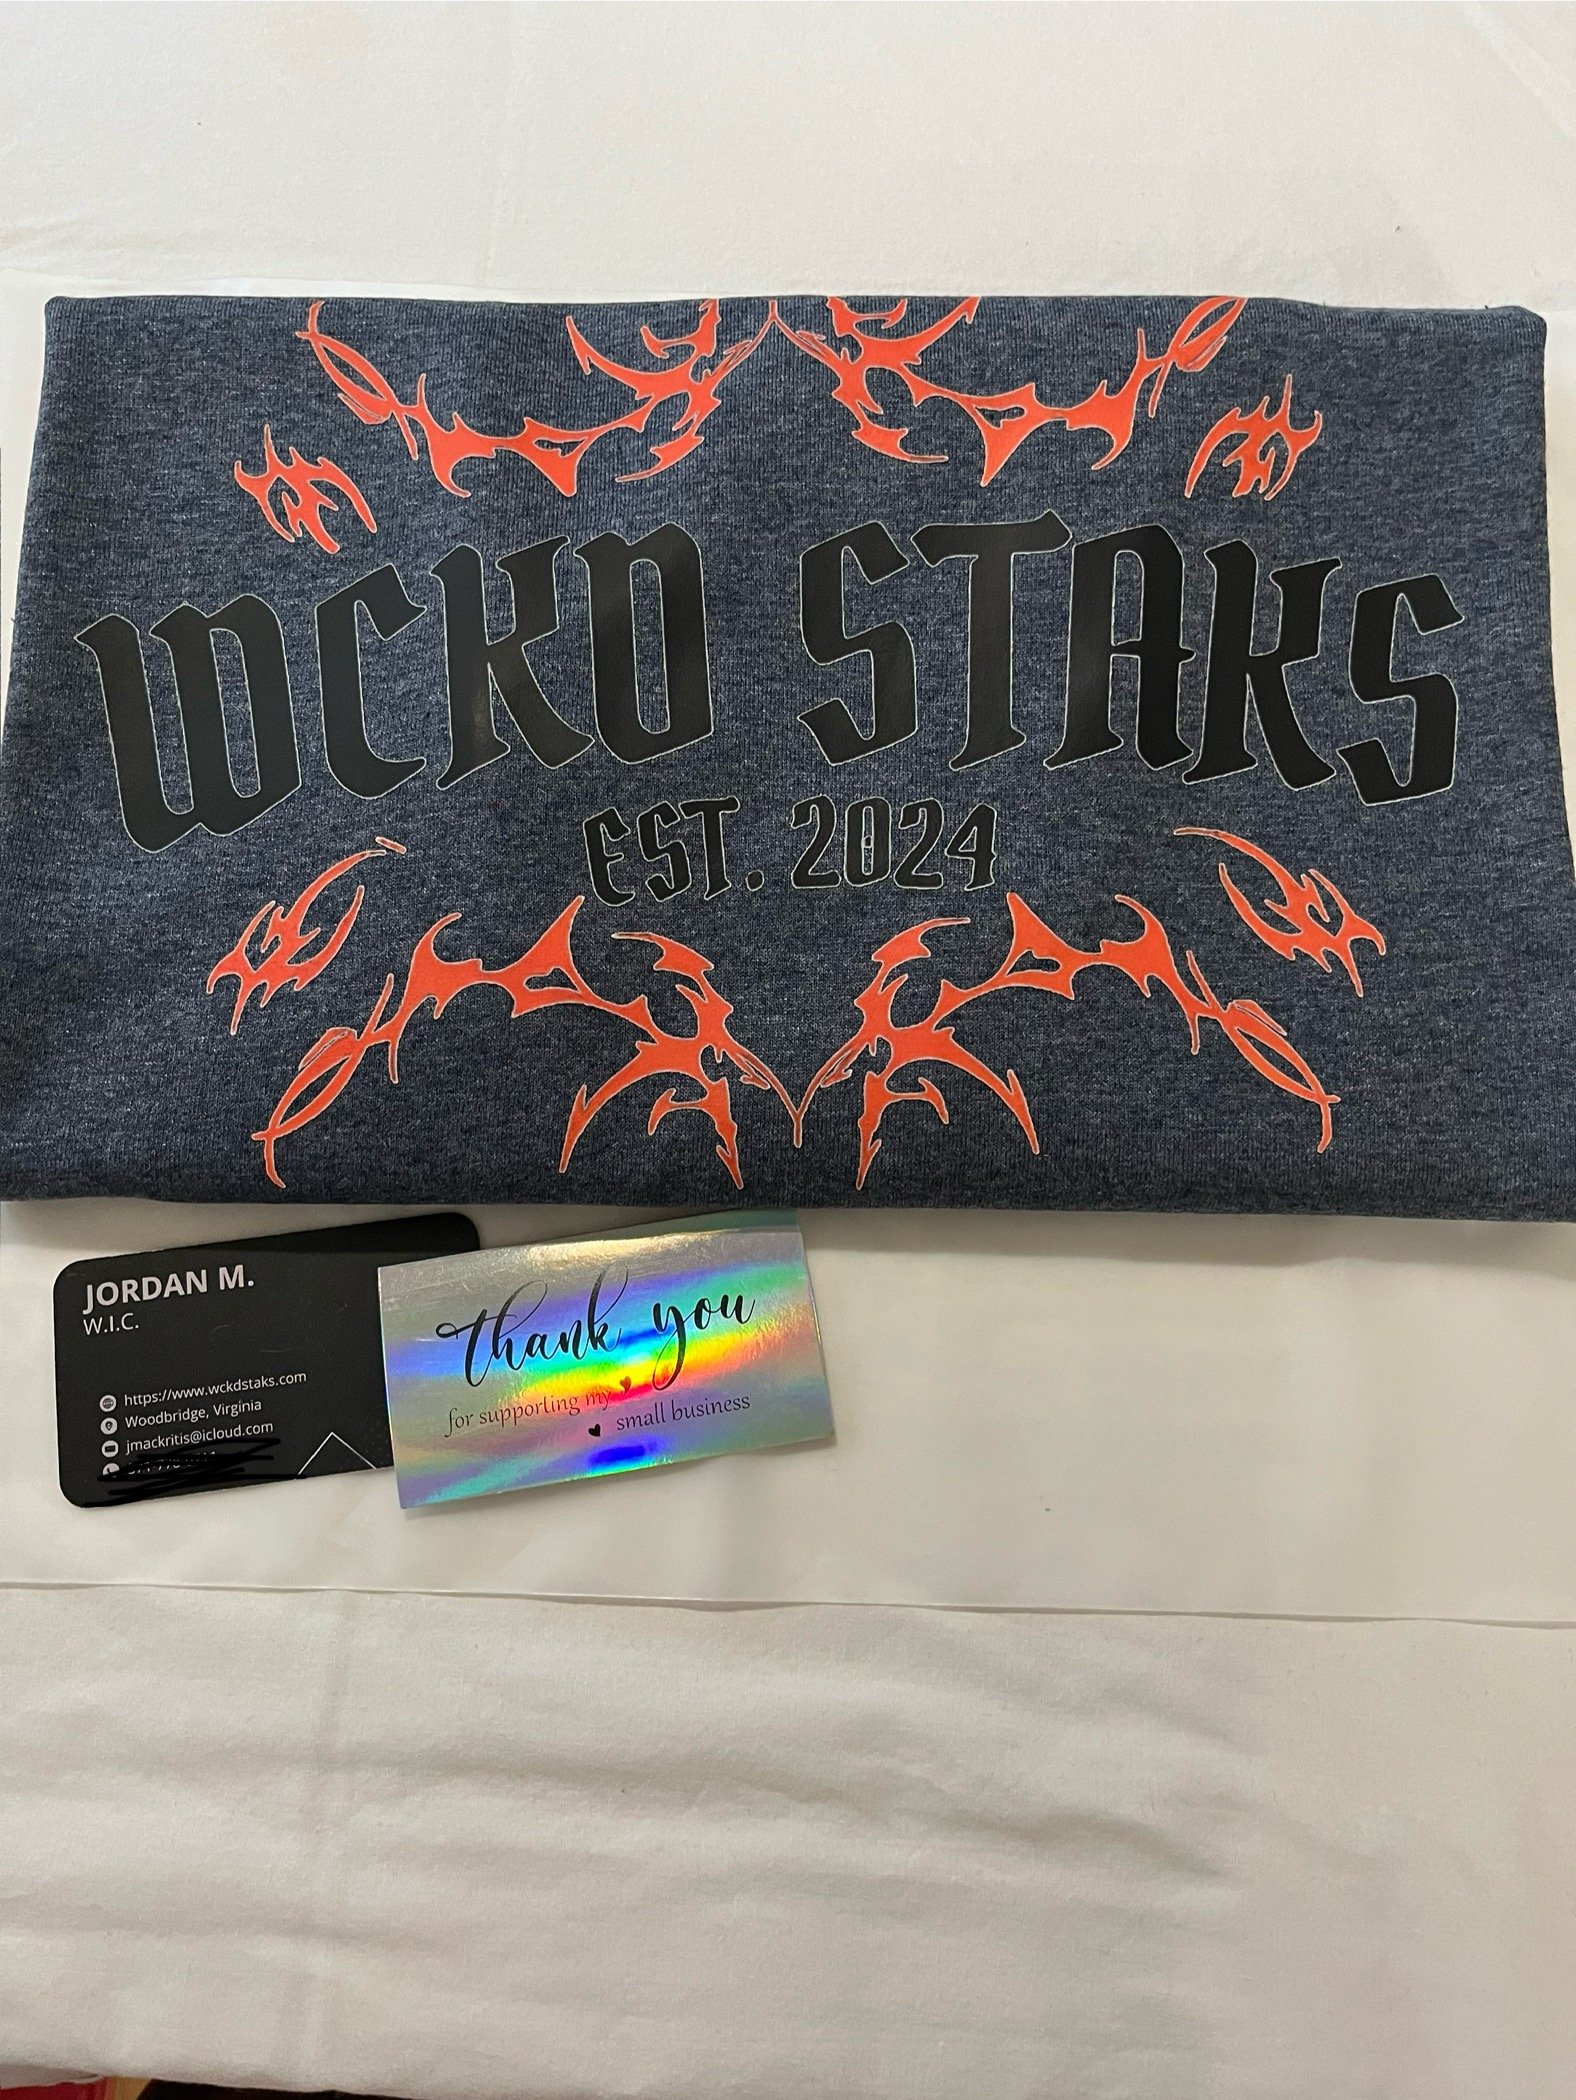 WCKD STAKS
EST. 2024
JORDAN M.
W.I.C.
https://www.wckdstaks.com
Woodbridge, Virginia
jmackritis@icloud.com
thank you
for supporting my
small business